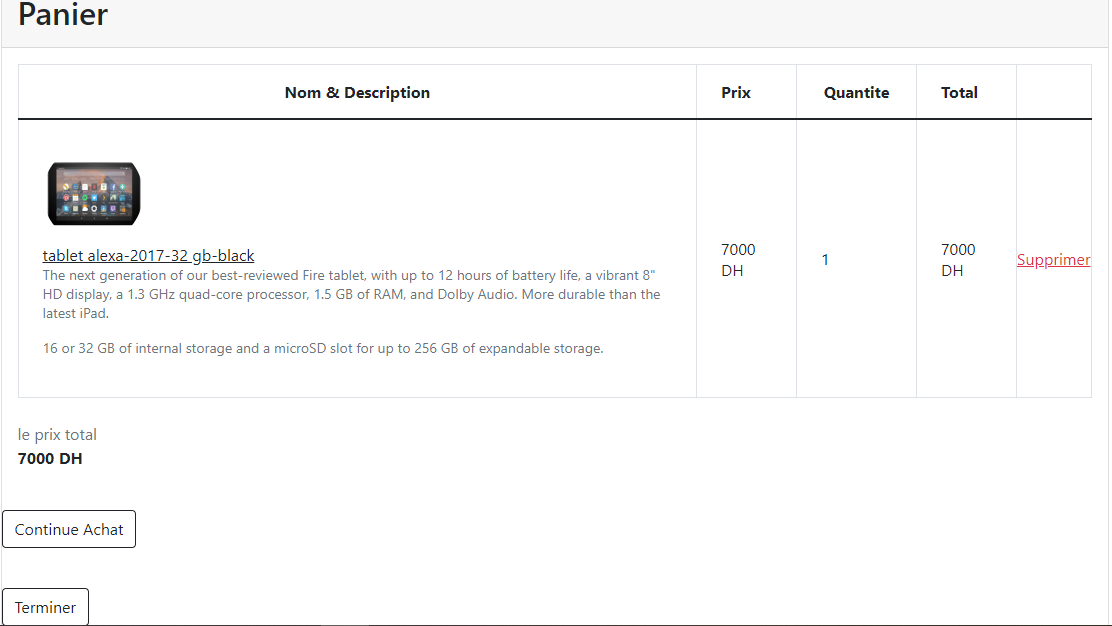 Panier
Nom & Description
Prix
Quantite
Total
tablet alexa-2017-32 gb-black
The next generation of our best-reviewed Fire tablet, with up to 12 hours of battery life, a vibrant 8"
HD display, a 1.3 GHz quad-core processor, 1.5 GB of RAM, and Dolby Audio. More durable than the
latest iPad.
16 or 32 GB of internal storage and a microSD slot for up to 256 GB of expandable storage.
7000
DH
1
7000
DH
Supprimer
le prix total
7000 DH
Continue Achat
Terminer